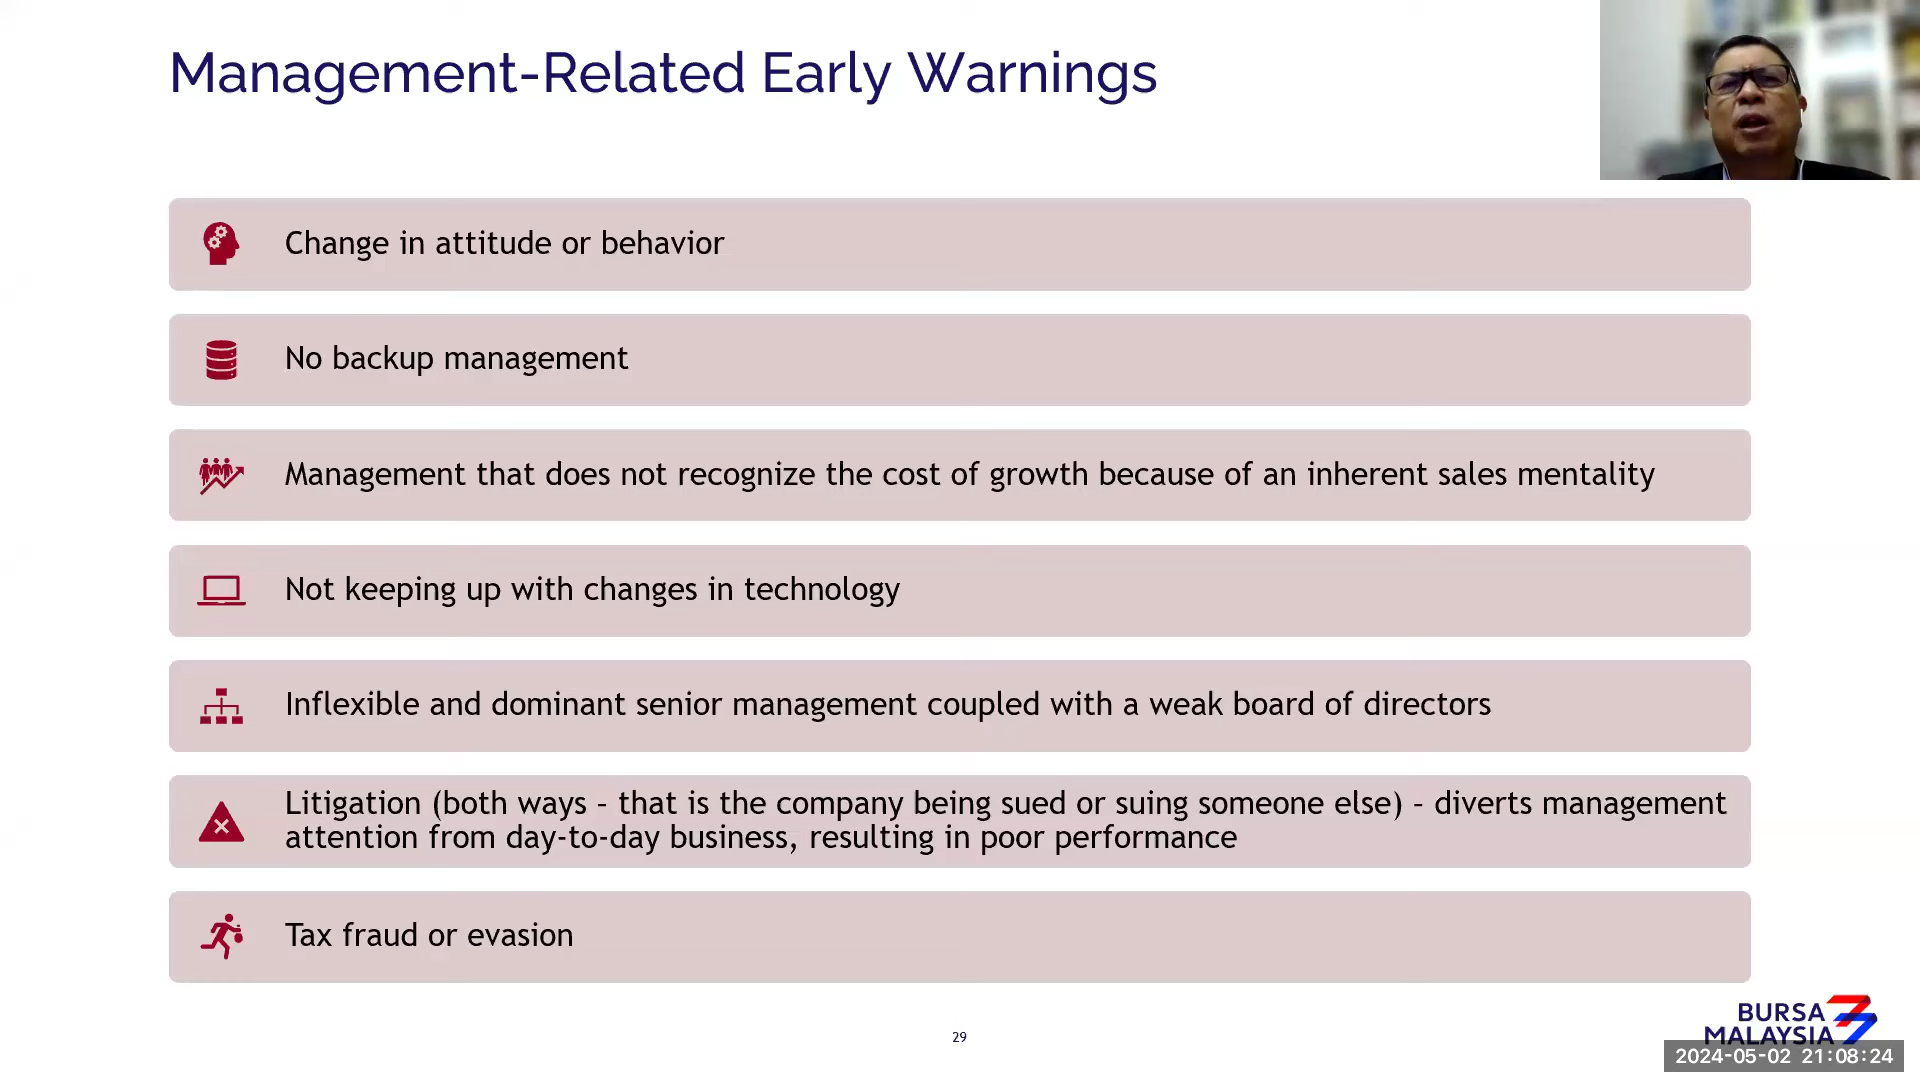 Management-Related Early Warnings
Change in attitude or behavior
No backup management
Management that does not recognize the cost of growth because of an inherent sales mentality
Not keeping up with changes in technology
Inflexible and dominant senior management coupled with a weak board of directors
Litigation (both ways – that is the company being sued or suing someone else) – diverts management
attention from day-to-day business, resulting in poor performance
Tax fraud or evasion
29
BURSA
MALAYSIA
2024-05-02 21:08:24